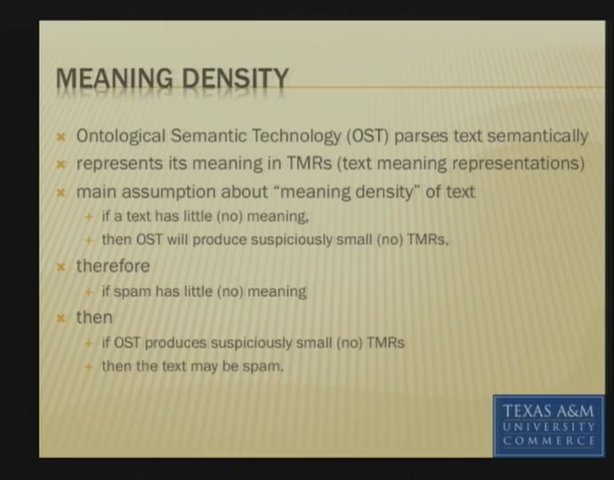 MEANING DENSITY
Ontological Semantic Technology (OST) parses text semantically
represents its meaning in TMRs (text meaning representations)
main assumption about “meaning density” of text
if a text has little (no) meaning,
then OST will produce suspiciously small (no) TMRs,
therefore
if spam has little (no) meaning
then
if OST produces suspiciously small (no) TMRs
then the text may be spam.
TEXAS A&M
UNIVERSITY
COMMERCE